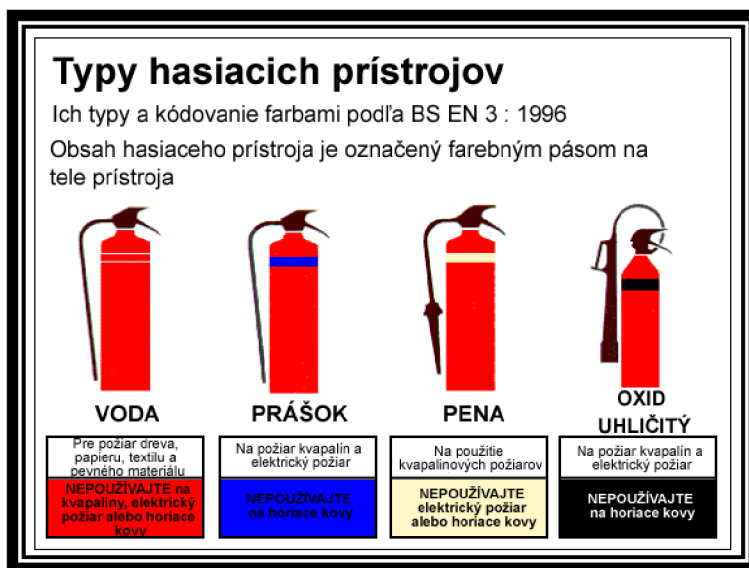 Typy hasiacich prístrojov
Ich typy a kódovanie farbami podľa BS EN 3 : 1996
Obsah hasiaceho prístroja je označený farebným pásom na
tele prístroja
VODA
Pre požiar dreva,
papieru, textilu a
pevného materiálu
NEPOUŽÍVAJTE na
kvapaliny, elektrický
požiar alebo horiace
kovy
PRÁŠOK
Na požiar kvapalín a
elektrický požiar
NEPOUŽÍVAJTE
na horiace kovy
PENA
Na použitie
kvapalinových požiarov
NEPOUŽÍVAJTE
elektrický požiar
alebo horiace kovy
OXID
UHLIČITÝ
Na požiar kvapalín a
elektrický požiar
NEPOUŽÍVAJTE
na horiace kovy